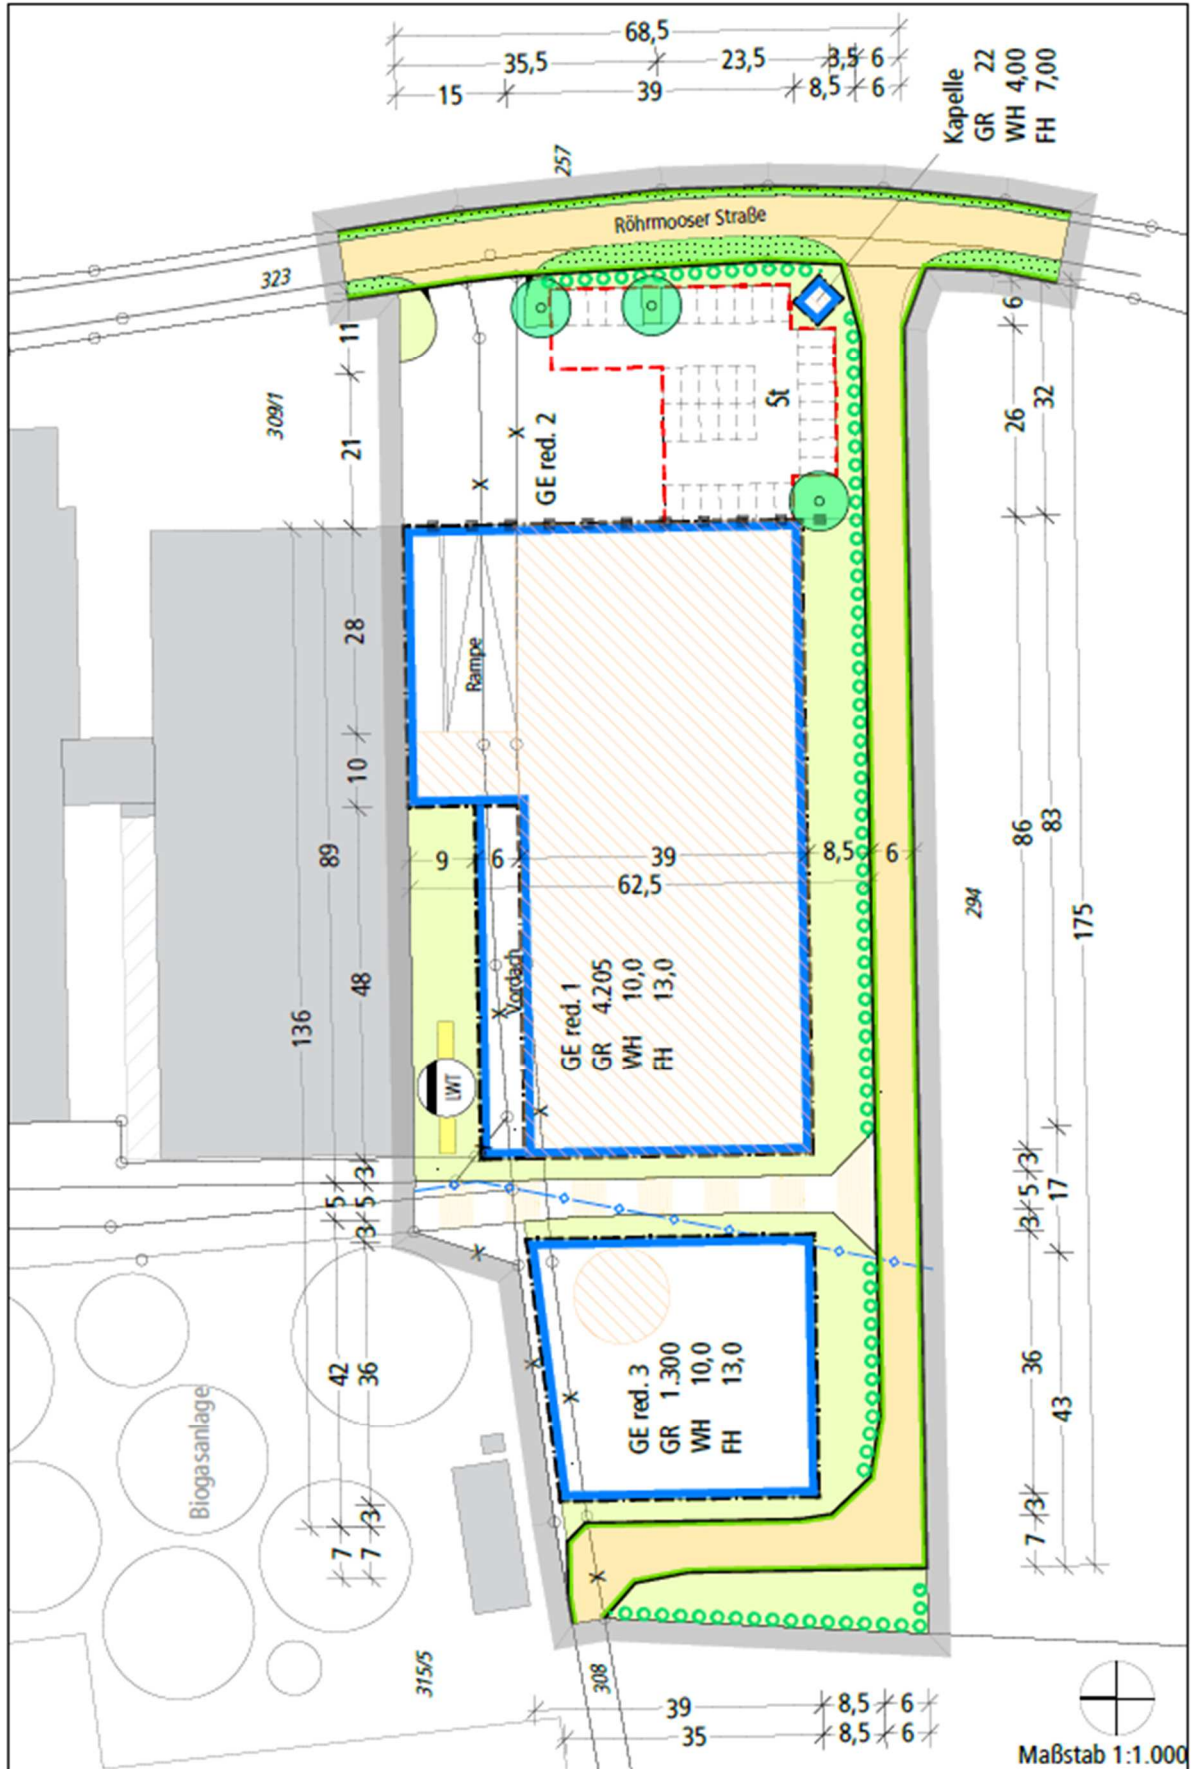 68,5
35,5 23,5 3,5 6
15 39 8,5 6
Kapelle
GR 22
WH 4,00
FH 7,00
257
Röhrmooser Straße
323
309/1
11
21
28
10
48
89
136
GE red. 2
St
6
26
32
Rampe
9 6 39 8,5 6
62,5
86
83
175
294
Vordach
GE red. 1
GR 4.205
WH 10,0
FH 13,0
LWT
3
5 5
3
3
5
3
17
GE red. 3
GR 1.300
WH 10,0
FH 13,0
42
36
36
43
Biogasanlage
3
7
7
3
7
315/5
308
39 8,5 6
35 8,5 6
Maßstab 1:1.000